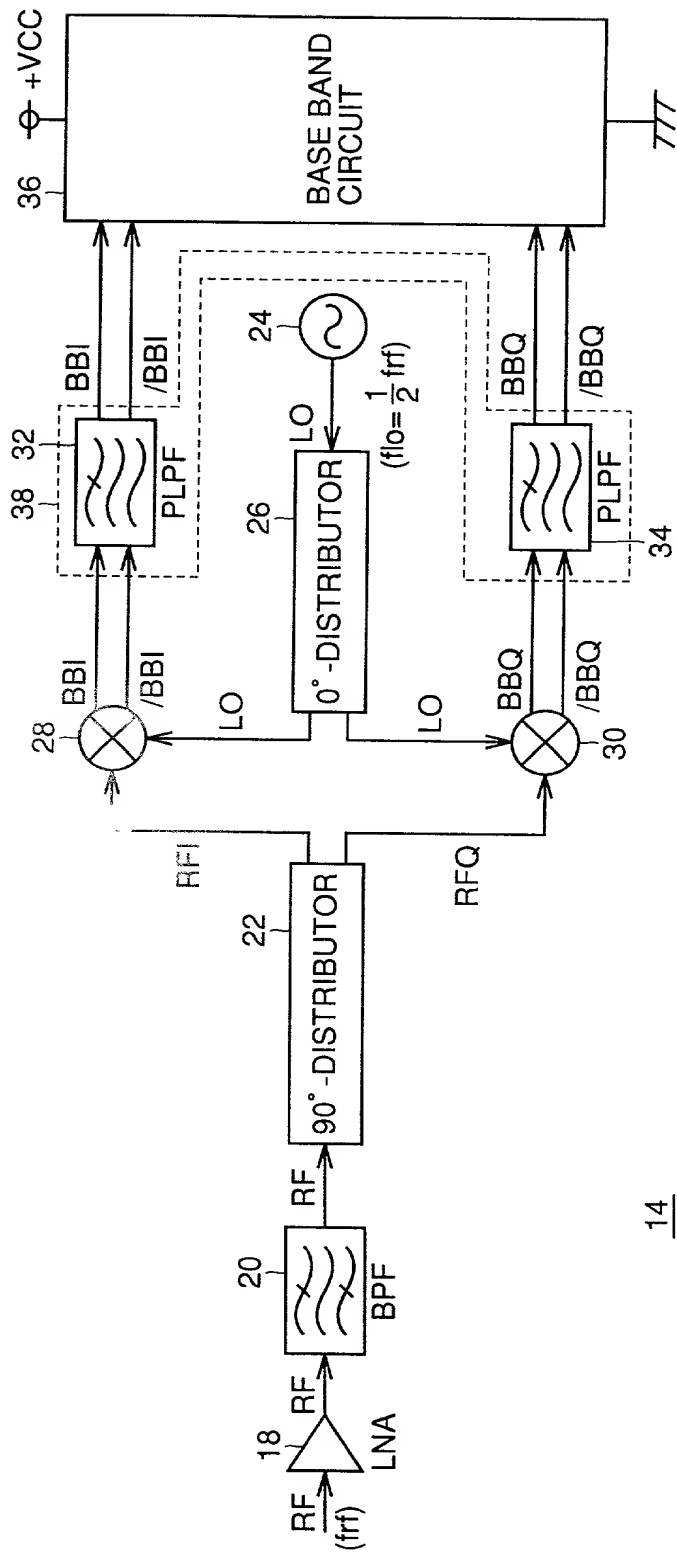 RF
(frf)
18
LNA
RF
20
BPF
RF
22
90°-DISTRIBUTOR
RFI
RFQ
28
30
LO
LO
26
0°-DISTRIBUTOR
LO
24
(flo=1/2 frf)
BBI
/BBI
BBQ
/BBQ
38
32
PLPF
PLPF
34
BBI
/BBI
BBQ
/BBQ
36
+VCC
BASE BAND
CIRCUIT
14